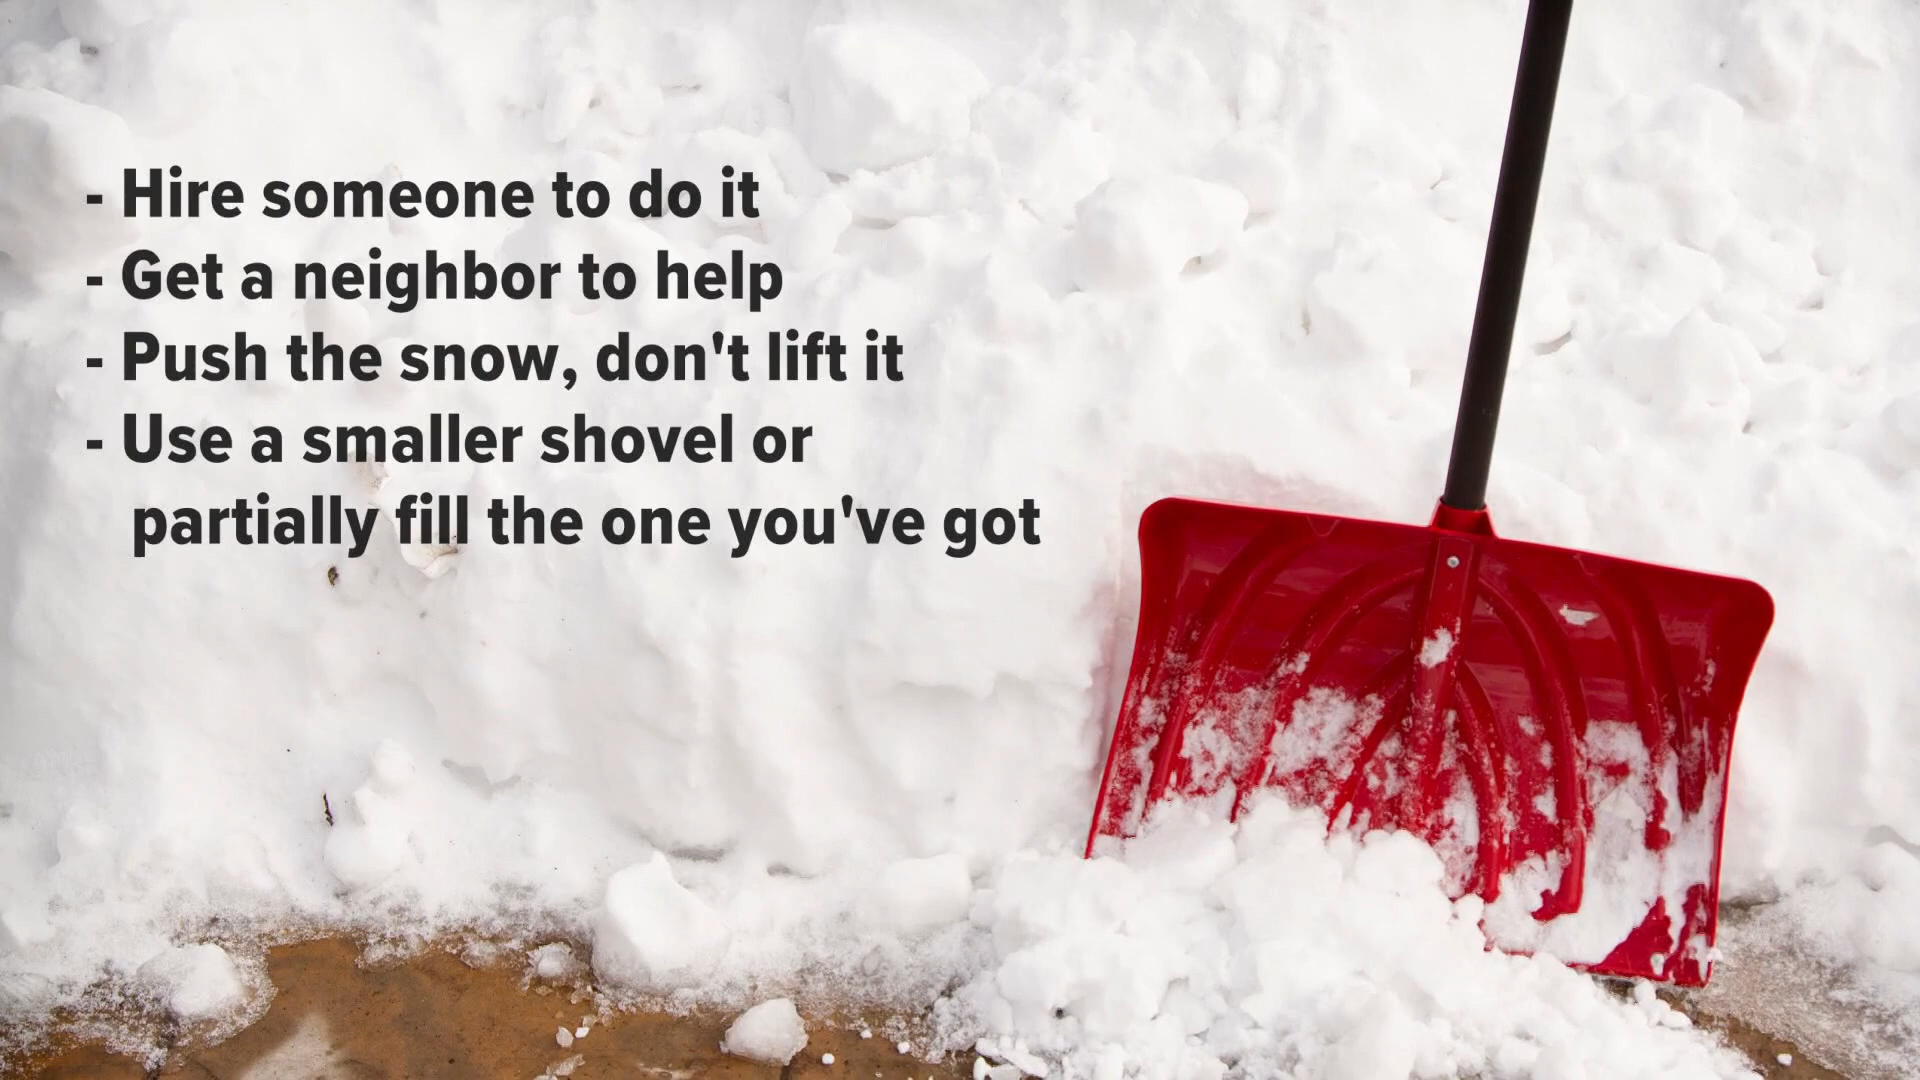 - Hire someone to do it
- Get a neighbor to help
- Push the snow, don't lift it
- Use a smaller shovel or
partially fill the one you've got